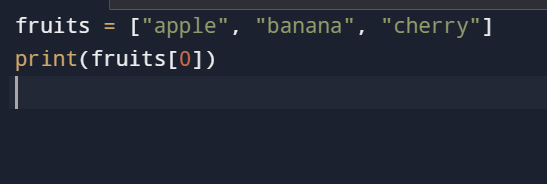 fruits = ["apple", "banana", "cherry"]
print(fruits[0])